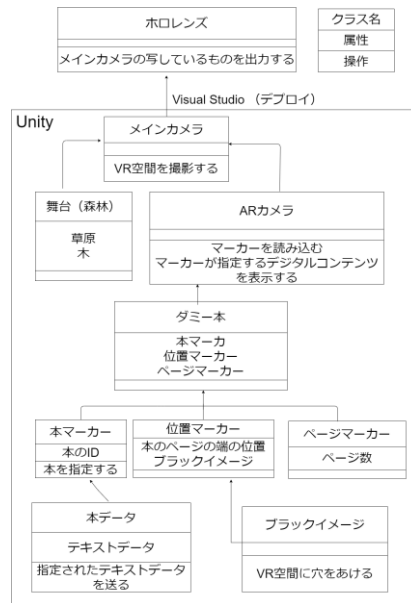 ホロレンズ
メインカメラの写しているものを出力する
クラス名
属性
操作
Visual Studio （デプロイ）
Unity
メインカメラ
VR空間を撮影する
舞台（森林）
草原
木
ARカメラ
マーカーを読み込む
マーカーが指定するデジタルコンテンツ
を表示する
ダミー本
本マーカ
位置マーカー
ページマーカー
本マーカー
本のID
本を指定する
位置マーカー
本のページの端の位置
ブラックイメージ
ページマーカー
ページ数
本データ
テキストデータ
指定されたテキストデータ
を送る
ブラックイメージ
VR空間に穴をあける